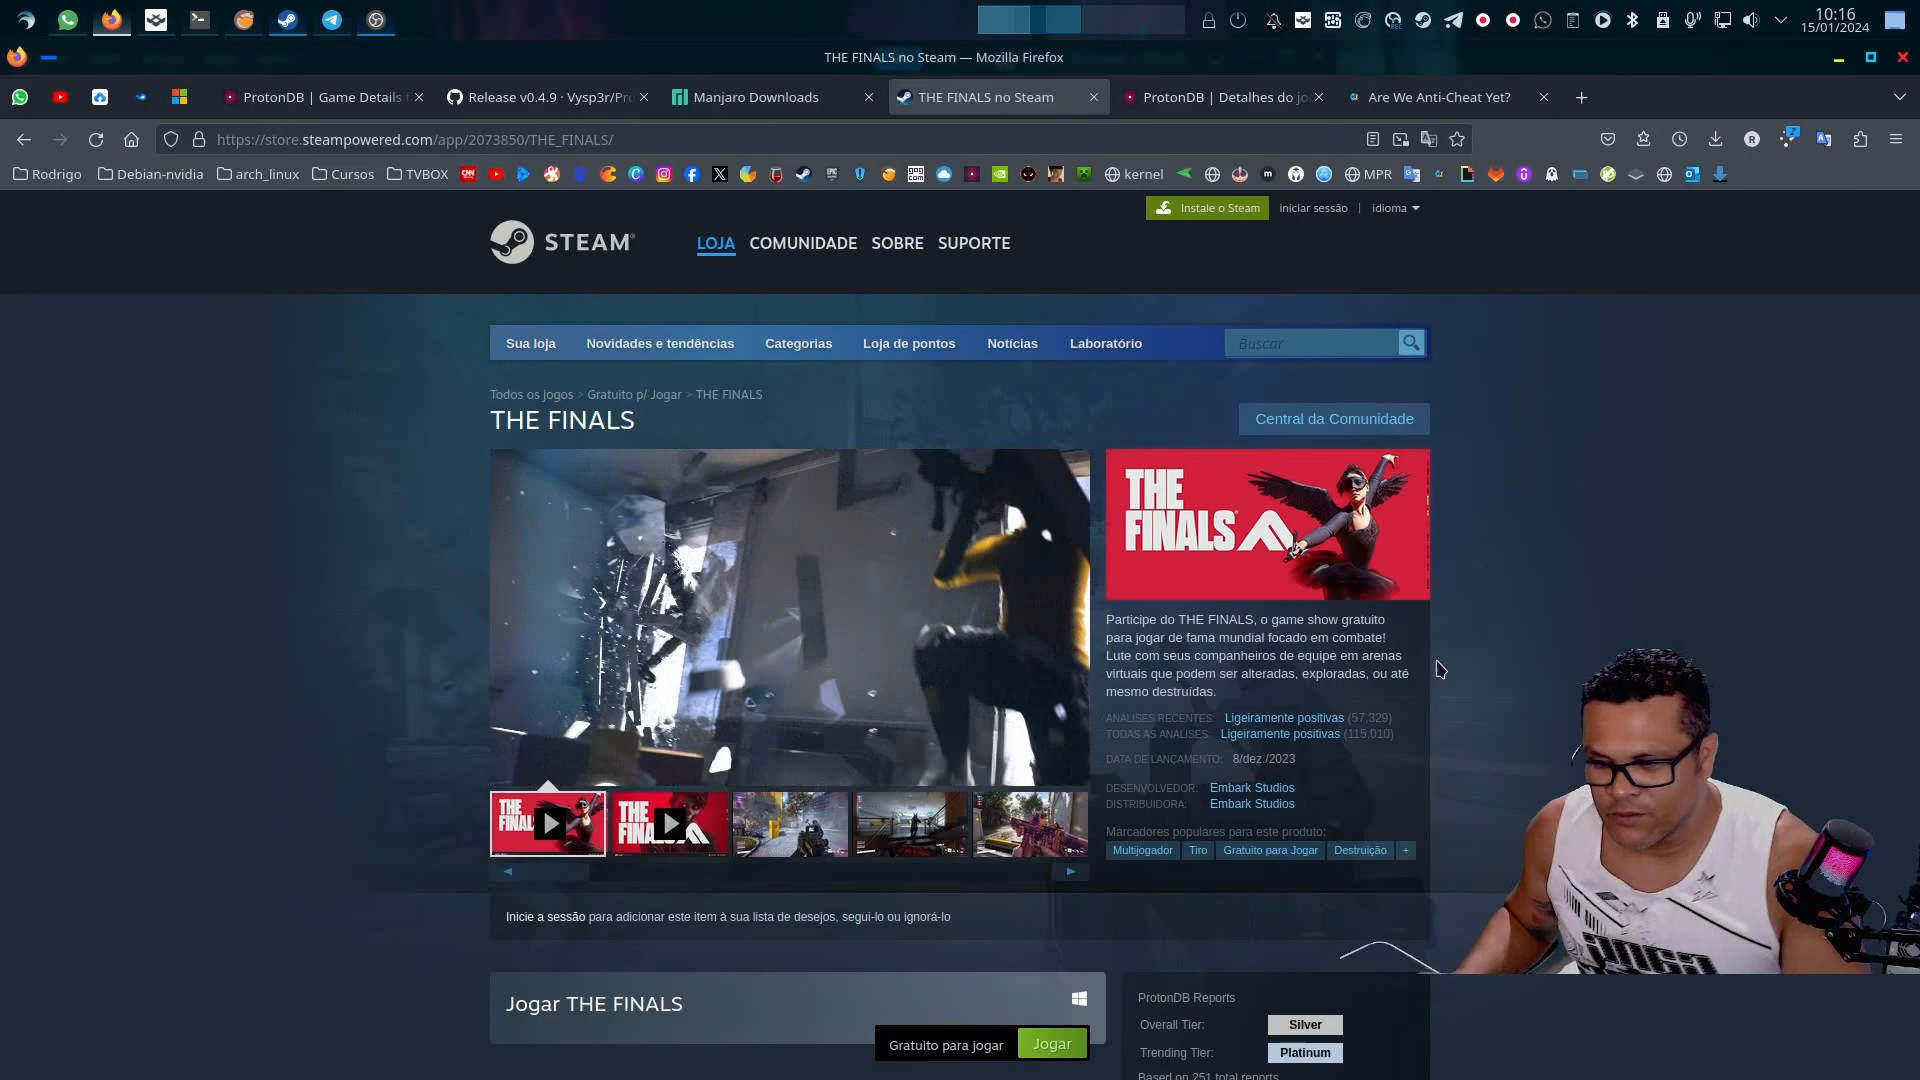 10:16
15/01/2024
THE FINALS no Steam — Mozilla Firefox
ProtonDB | Game Details f
Release v0.4.9 · Vysp3r/Pro
Manjaro Downloads
THE FINALS no Steam
ProtonDB | Detalhes do jo
Are We Anti-Cheat Yet?
https://store.steampowered.com/app/2073850/THE_FINALS/
Rodrigo
Debian-nvidia
arch_linux
Cursos
TVBOX
kernel
MPR
Instale o Steam
iniciar sessão | idioma
STEAM®
LOJA COMUNIDADE SOBRE SUPORTE
Sua loja Novidades e tendências Categorias Loja de pontos Notícias Laboratório Buscar
Todos os jogos > Gratuito p/ Jogar > THE FINALS
THE FINALS
Central da Comunidade
THE
FINALS
Participe do THE FINALS, o game show gratuito
para jogar de fama mundial focado em combate!
Lute com seus companheiros de equipe em arenas
virtuais que podem ser alteradas, exploradas, ou até
mesmo destruídas.
ANÁLISES RECENTES: Ligeiramente positivas (57,329)
TODAS AS ANÁLISES: Ligeiramente positivas (115.010)
DATA DE LANÇAMENTO: 8/dez./2023
DESENVOLVEDOR: Embark Studios
DISTRIBUIDORA: Embark Studios
Marcadores populares para este produto:
Multijogador Tiro Gratuito para Jogar Destruição +
Inicie a sessão para adicionar este item à sua lista de desejos, segui-lo ou ignorá-lo
Jogar THE FINALS
Gratuito para jogar Jogar
ProtonDB Reports
Overall Tier: Silver
Trending Tier: Platinum
Based on 251 total reports